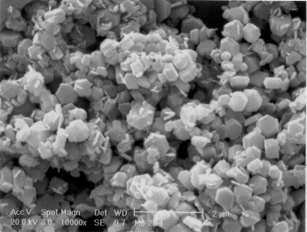 Acc.V Spot Magn Det WD 2 µm
20.0 kV 3.0 10000x SE